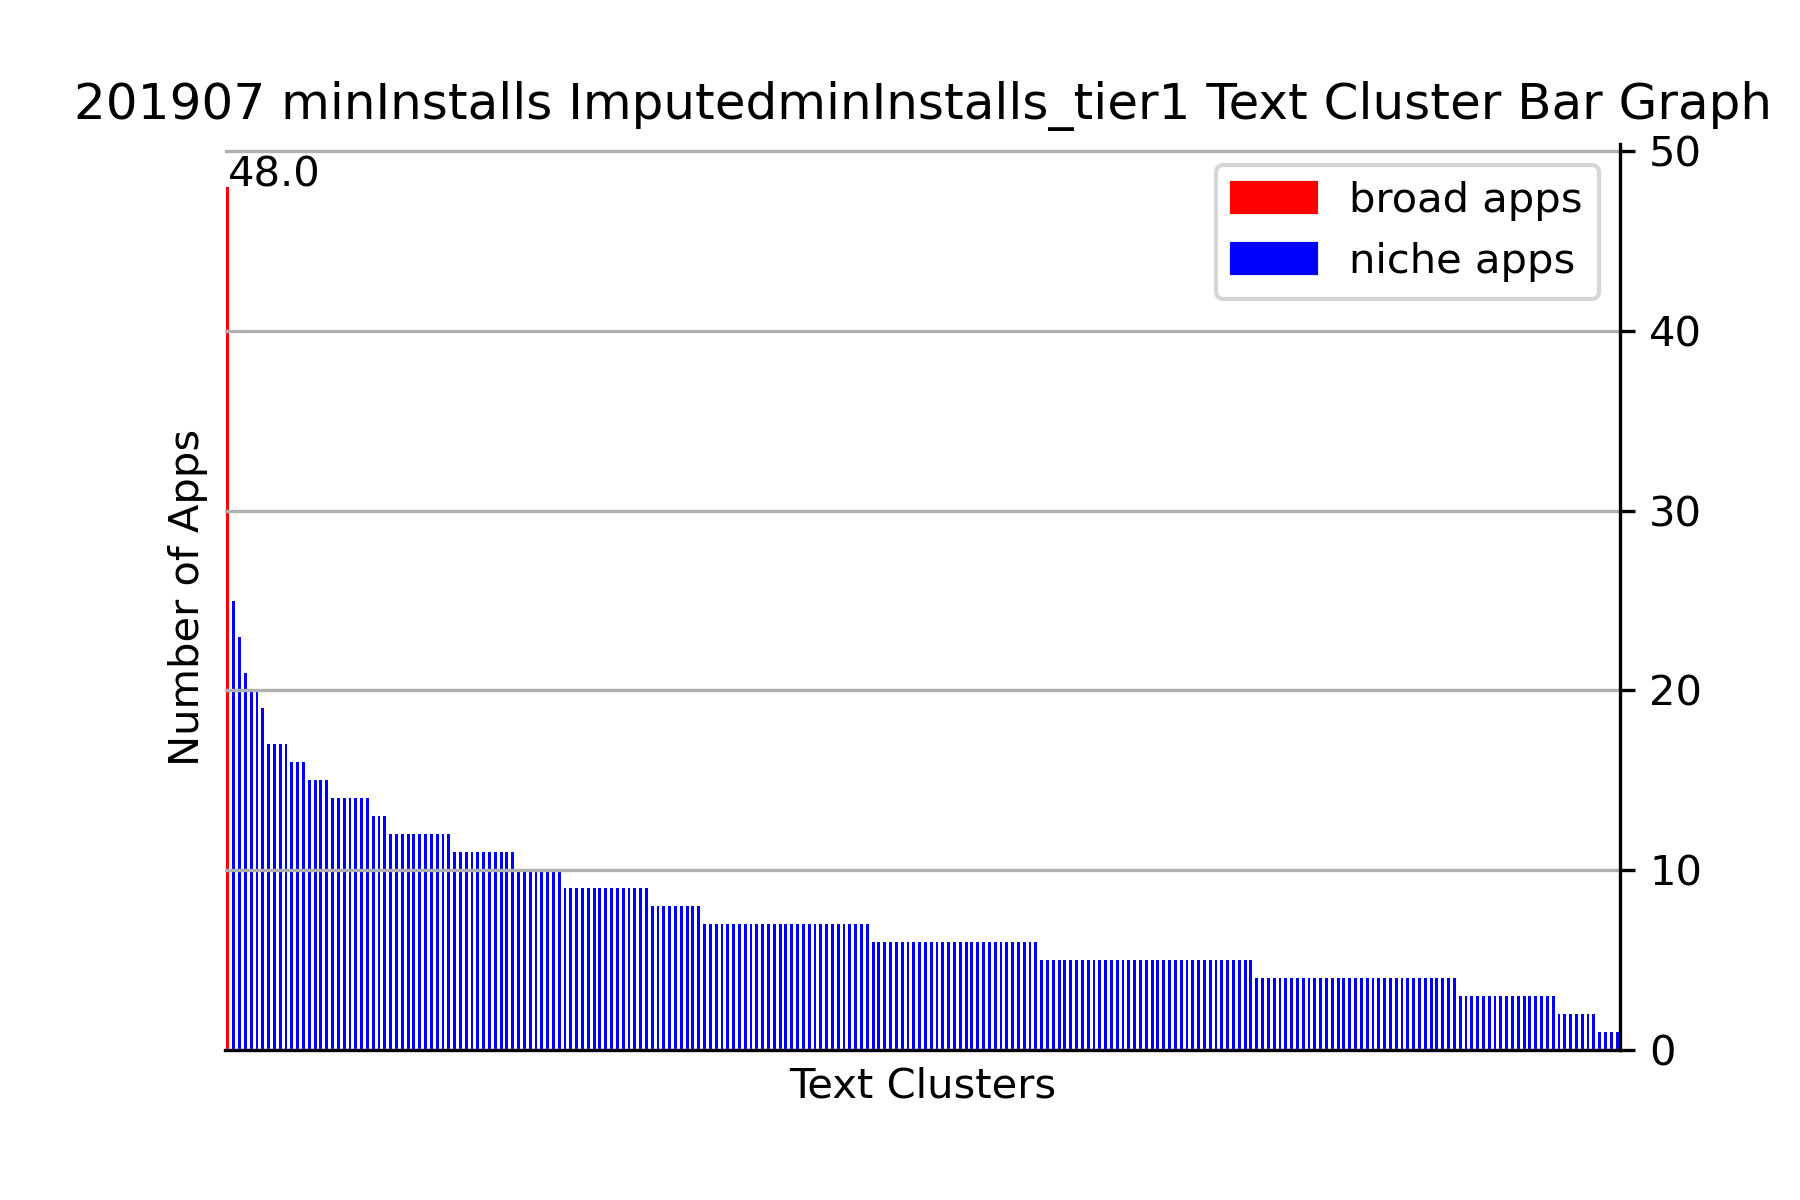 201907 minInstalls ImputedminInstalls_tier1 Text Cluster Bar Graph
48.0
broad apps
niche apps
50
40
30
20
10
0
Number of Apps
Text Clusters